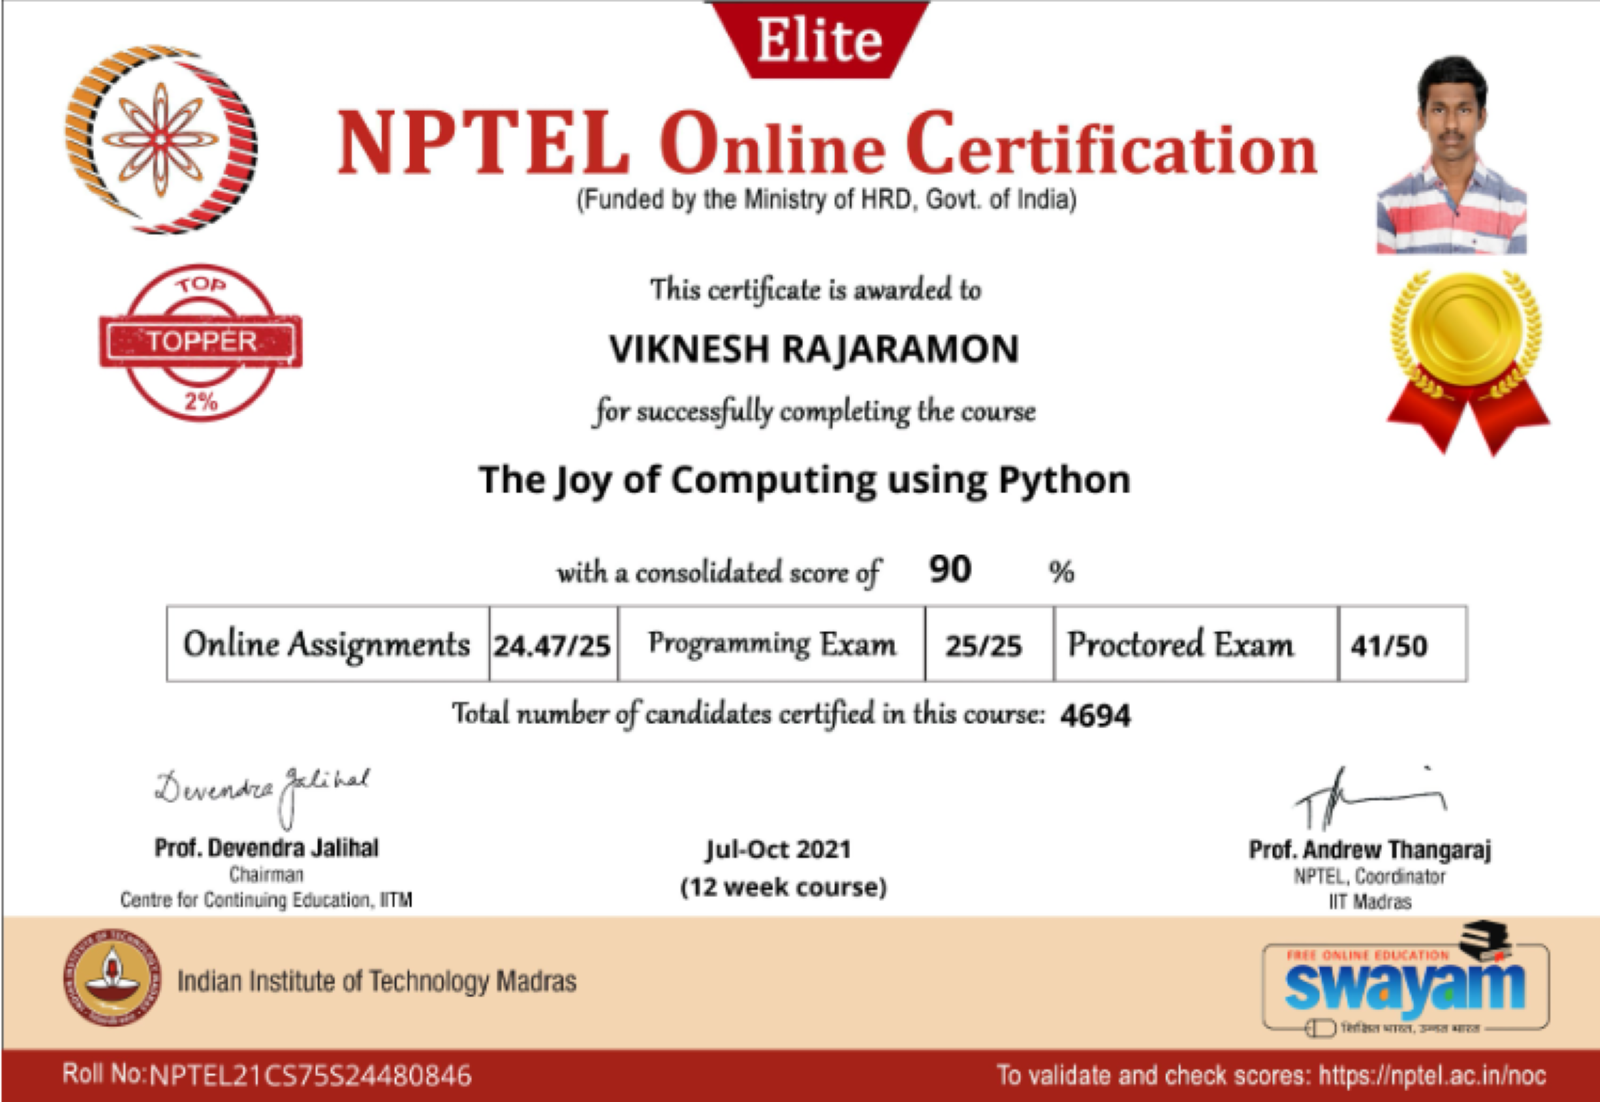 Elite
NPTEL Online Certification
(Funded by the Ministry of HRD, Govt. of India)
TOP
TOPPER
2%
This certificate is awarded to
VIKNESH RAJARAMON
for successfully completing the course
The Joy of Computing using Python
with a consolidated score of 90 %
Online Assignments 24.47/25 Programming Exam 25/25 Proctored Exam 41/50
Total number of candidates certified in this course: 4694
Devendra Jalihal
Prof. Devendra Jalihal
Chairman
Centre for Continuing Education, IITM
Jul-Oct 2021
(12 week course)
Prof. Andrew Thangaraj
NPTEL, Coordinator
IIT Madras
Indian Institute of Technology Madras
FREE ONLINE EDUCATION
swayam
शिक्षित भारत, उन्नत भारत
Roll No:NPTEL21CS75S24480846
To validate and check scores: https://nptel.ac.in/noc